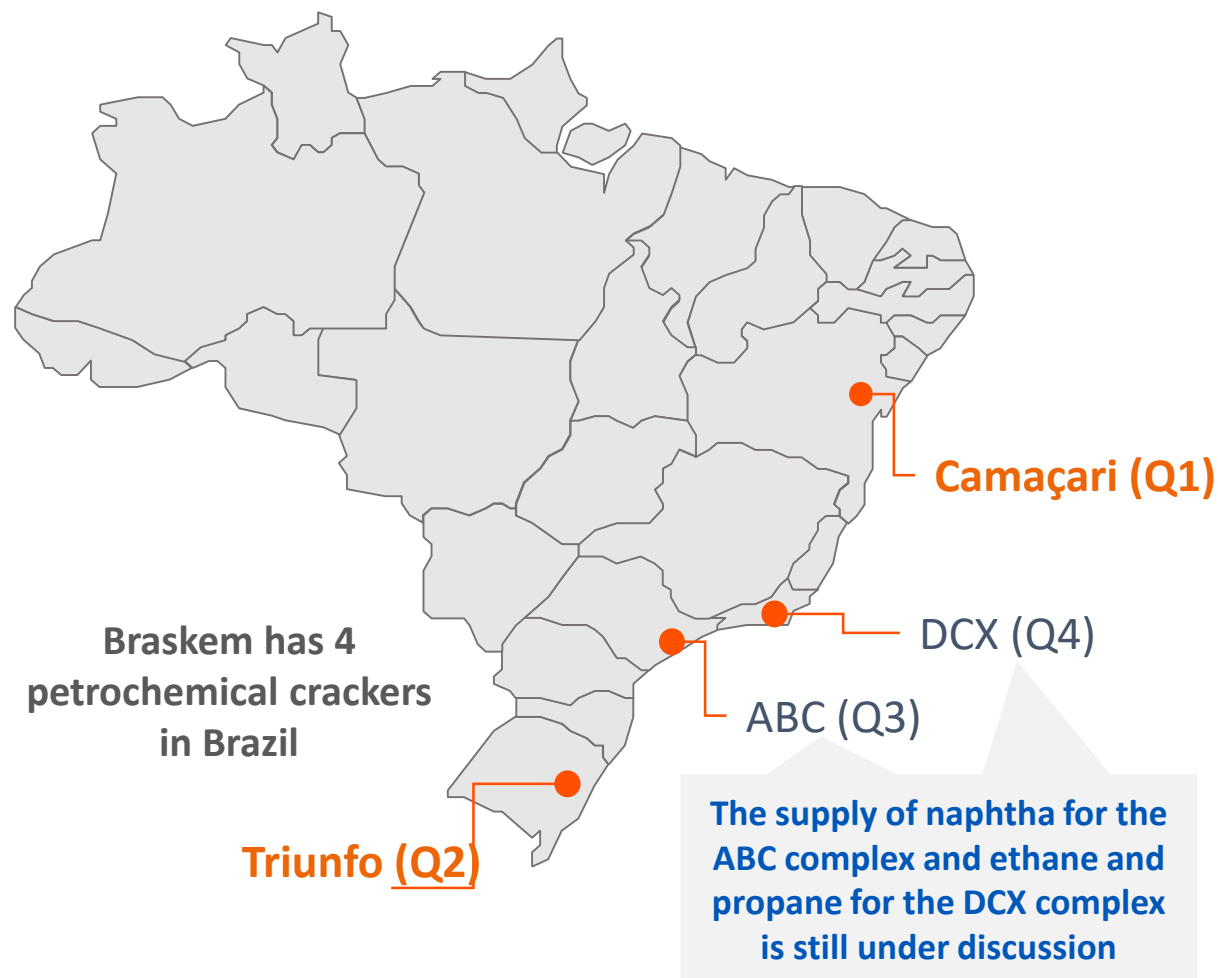 Camaçari (Q1)
DCX (Q4)
Braskem has 4
petrochemical crackers
in Brazil
ABC (Q3)
Triunfo (Q2)
The supply of naphtha for the
ABC complex and ethane and
propane for the DCX complex
is still under discussion